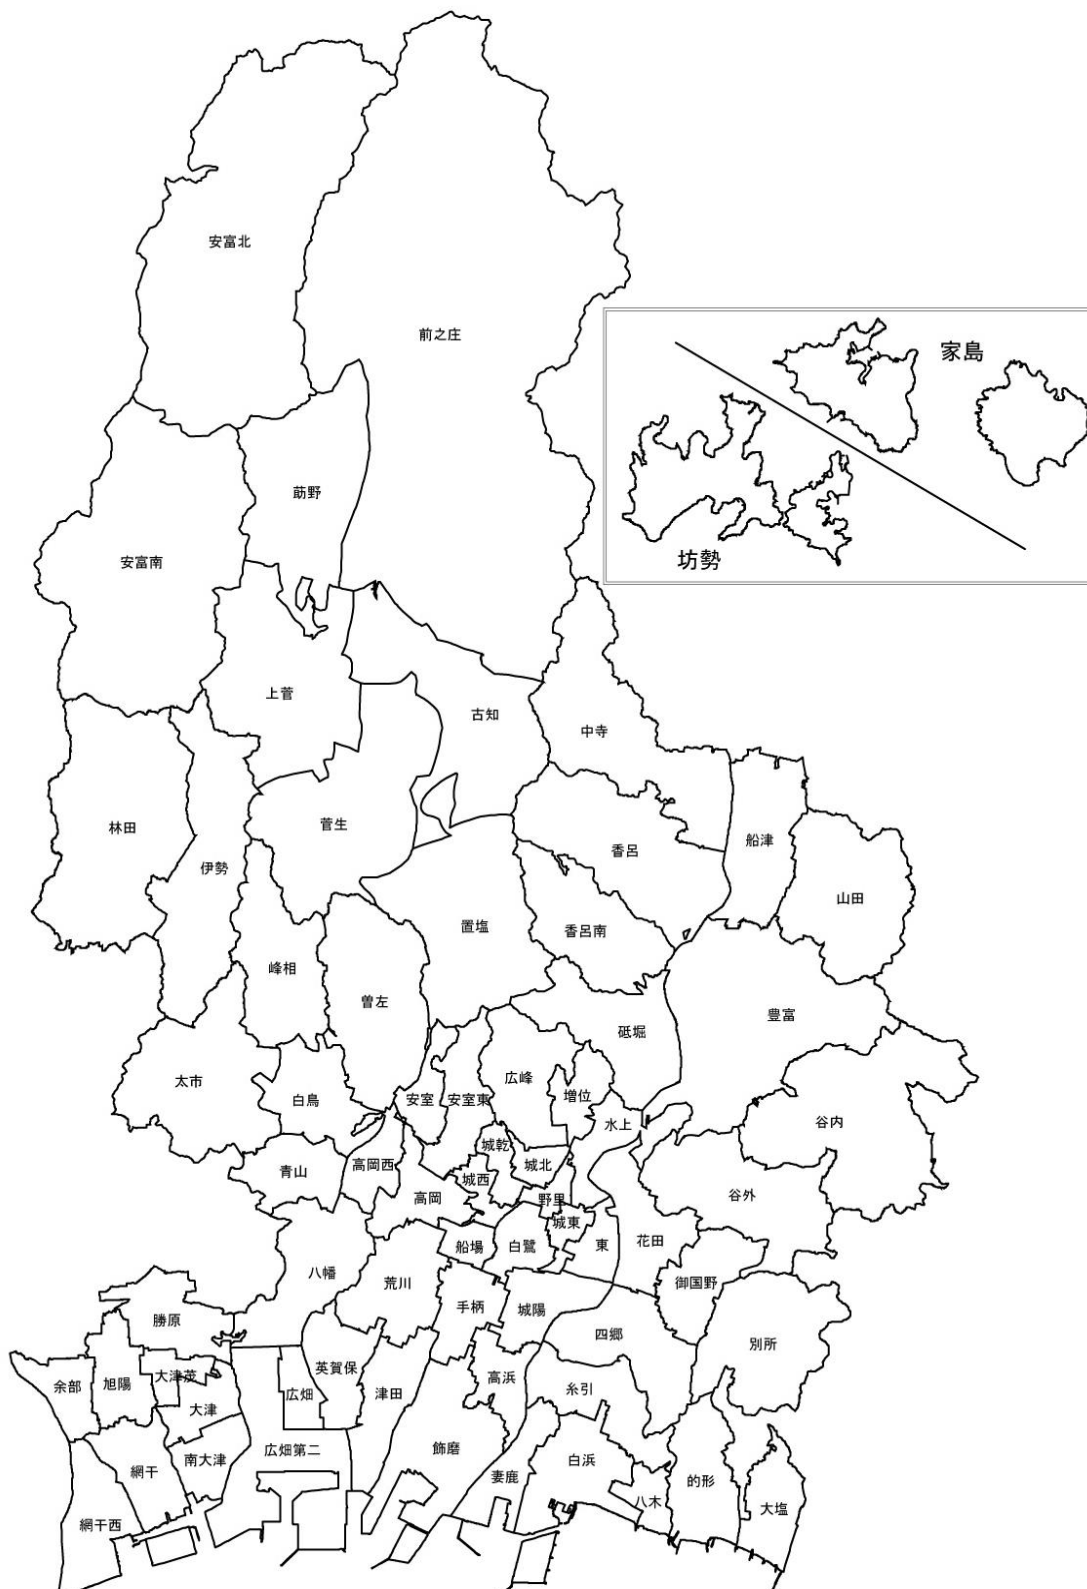 安富北
前之庄
家島
莇野
坊勢
安富南
上菅
古知
中寺
林田
菅生
船津
香呂
伊勢
山田
置塩
香呂南
峰相
曽左
豊富
砥堀
太市
広峰
白鳥
安室
安室東
増位
水上
谷内
城乾
高岡西
城北
青山
城西
高岡
谷外
野里
城東
船場
白鷺
東
花田
八幡
荒川
御国野
手柄
城陽
勝原
四郷
別所
英賀保
大津茂
高浜
余部
旭陽
広畑
津田
糸引
大津
飾磨
広畑第二
南大津
白浜
網干
妻鹿
的形
八木
大塩
網干西